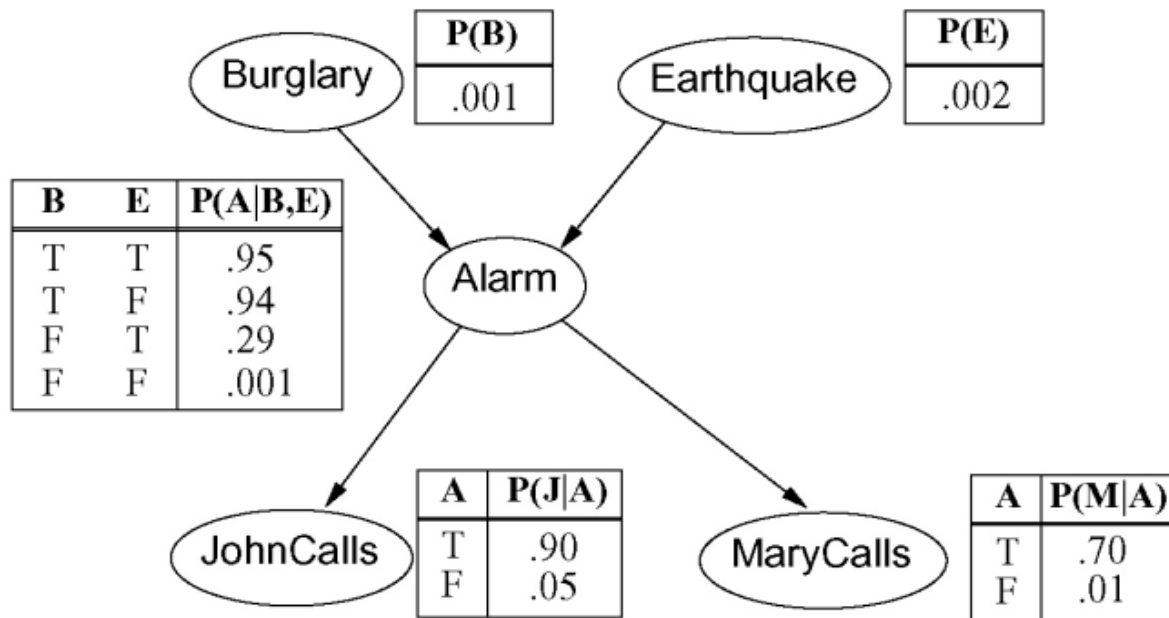 Burglary
P(B)
.001
Earthquake
P(E)
.002
B E P(A|B,E)
T T .95
T F .94
F T .29
F F .001
Alarm
JohnCalls
A P(J|A)
T .90
F .05
MaryCalls
A P(M|A)
T .70
F .01